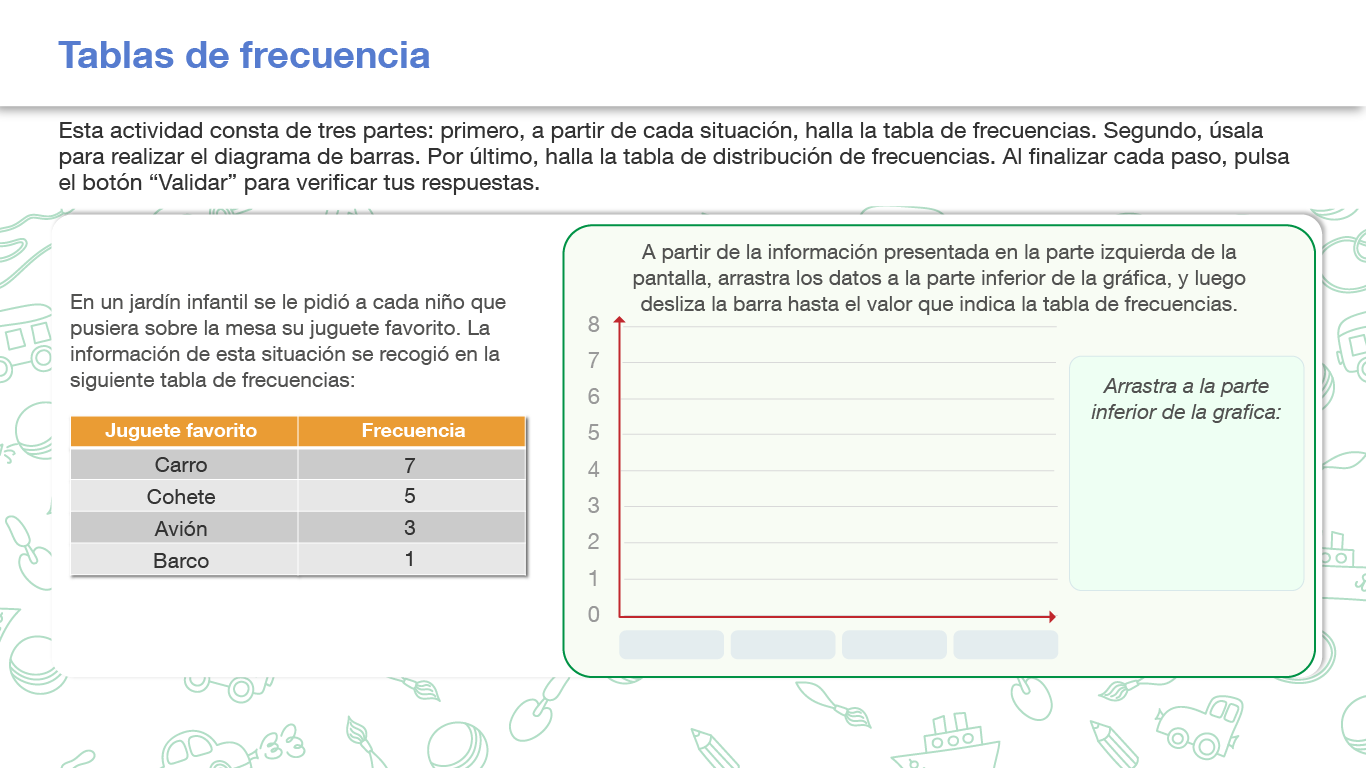 Tablas de frecuencia
Esta actividad consta de tres partes: primero, a partir de cada situación, halla la tabla de frecuencias. Segundo, úsala
para realizar el diagrama de barras. Por último, halla la tabla de distribución de frecuencias. Al finalizar cada paso, pulsa
el botón “Validar” para verificar tus respuestas.
En un jardín infantil se le pidió a cada niño que
pusiera sobre la mesa su juguete favorito. La
información de esta situación se recogió en la
siguiente tabla de frecuencias:
Juguete favorito Frecuencia
Carro 7
Cohete 5
Avión 3
Barco 1
A partir de la información presentada en la parte izquierda de la
pantalla, arrastra los datos a la parte inferior de la gráfica, y luego
desliza la barra hasta el valor que indica la tabla de frecuencias.
8
7
6
5
4
3
2
1
0
Arrastra a la parte
inferior de la grafica: